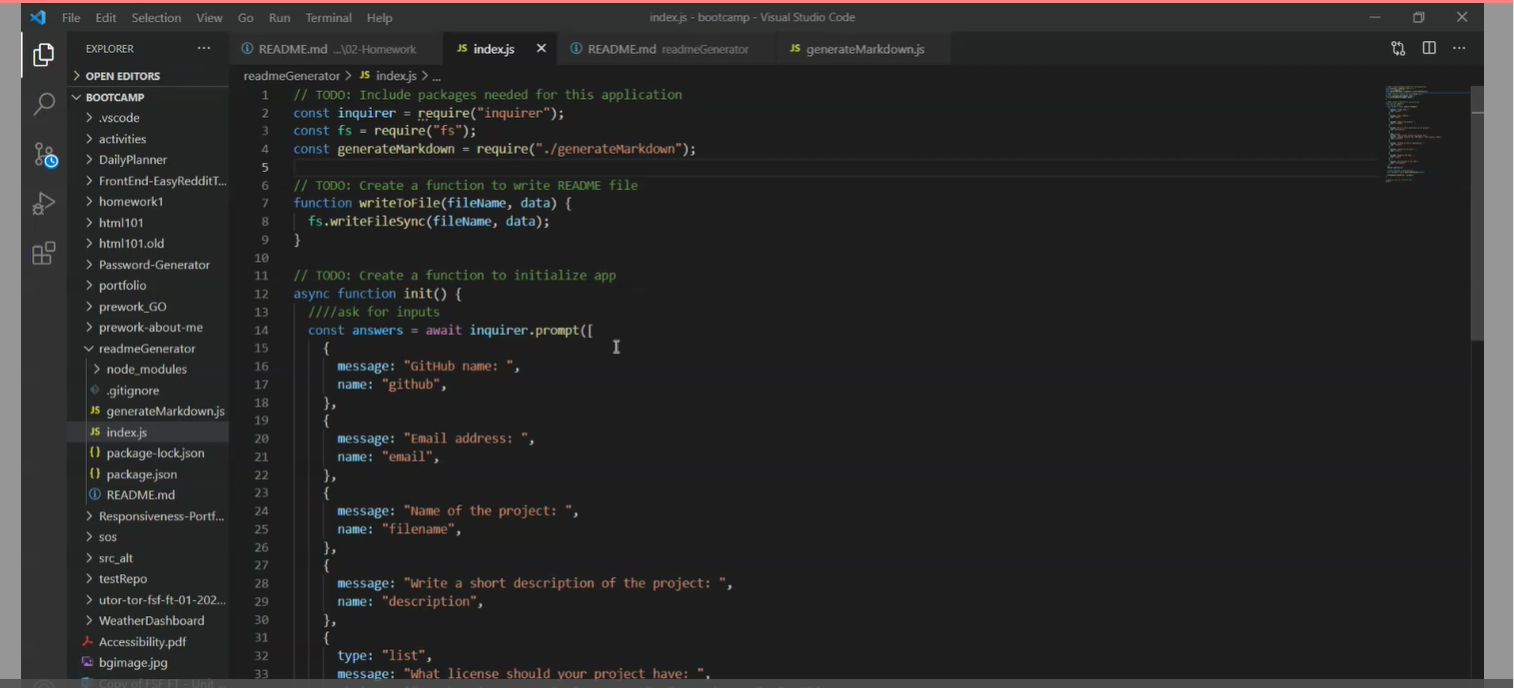 File Edit Selection View Go Run Terminal Help
index.js - bootcamp - Visual Studio Code
EXPLORER ...
OPEN EDITORS
BOOTCAMP
.vscode
activities
DailyPlanner
FrontEnd-EasyRedditT...
homework1
html101
html101.old
Password-Generator
portfolio
prework_GO
prework-about-me
readmeGenerator
node_modules
.gitignore
JS generateMarkdown.js
JS index.js
{} package-lock.json
{} package.json
README.md
Responsiveness-Portf...
sos
src_alt
testRepo
utor-tor-fsf-ft-01-202...
WeatherDashboard
Accessibility.pdf
bgimage.jpg
Copy of FSF FT - Unit
README.md ...\02-Homework
JS index.js
README.md readmeGenerator
JS generateMarkdown.js
readmeGenerator > JS index.js > ...
1 // TODO: Include packages needed for this application
2 const inquirer = require("inquirer");
3 const fs = require("fs");
4 const generateMarkdown = require("./generateMarkdown");
5
6 // TODO: Create a function to write README file
7 function writeToFile(fileName, data) {
8 fs.writeFileSync(fileName, data);
9 }
10
11 // TODO: Create a function to initialize app
12 async function init() {
13 ////ask for inputs
14 const answers = await inquirer.prompt([
15 {
16 message: "GitHub name: ",
17 name: "github",
18 },
19 {
20 message: "Email address: ",
21 name: "email",
22 },
23 {
24 message: "Name of the project: ",
25 name: "filename",
26 },
27 {
28 message: "Write a short description of the project: ",
29 name: "description",
30 },
31 {
32 type: "list",
33 message: "What license should your project have: ",